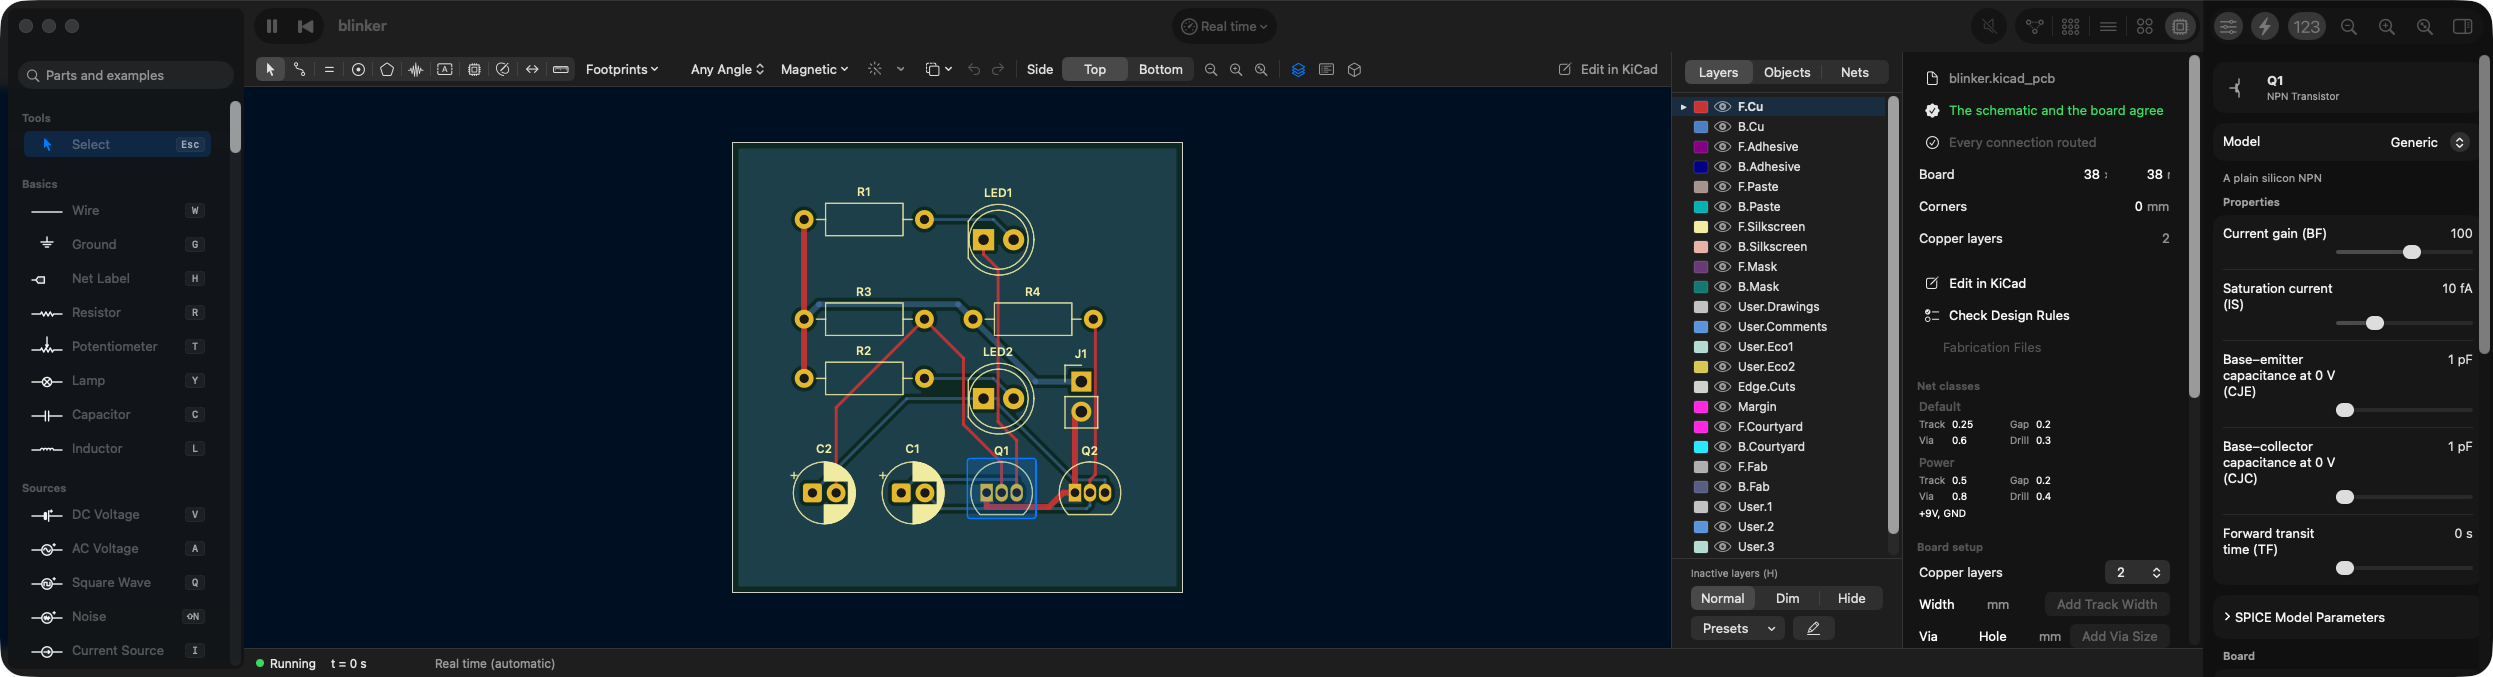 blinker
Real time
123
Parts and examples
Tools
Select Esc
Basics
Wire W
Ground G
Net Label H
Resistor R
Potentiometer T
Lamp Y
Capacitor C
Inductor L
Sources
DC Voltage V
AC Voltage A
Square Wave Q
Noise ⇧N
Current Source I
Footprints
Any Angle
Magnetic
Side
Top
Bottom
Edit in KiCad
R1
LED1
R3
R4
R2
LED2
J1
C2
C1
Q1
Q2
+
+
Running
t = 0 s
Real time (automatic)
Layers
Objects
Nets
F.Cu
B.Cu
F.Adhesive
B.Adhesive
F.Paste
B.Paste
F.Silkscreen
B.Silkscreen
F.Mask
B.Mask
User.Drawings
User.Comments
User.Eco1
User.Eco2
Edge.Cuts
Margin
F.Courtyard
B.Courtyard
F.Fab
B.Fab
User.1
User.2
User.3
Inactive layers (H)
Normal
Dim
Hide
Presets
blinker.kicad_pcb
The schematic and the board agree
Every connection routed
Board 38 38
Corners 0 mm
Copper layers 2
Edit in KiCad
Check Design Rules
Fabrication Files
Net classes
Default
Track 0.25 Gap 0.2
Via 0.6 Drill 0.3
Power
Track 0.5 Gap 0.2
Via 0.8 Drill 0.4
+9V, GND
Board setup
Copper layers 2
Width mm Add Track Width
Via Hole mm Add Via Size
Q1
NPN Transistor
Model Generic
A plain silicon NPN
Properties
Current gain (BF) 100
Saturation current 10 fA
(IS)
Base–emitter 1 pF
capacitance at 0 V
(CJE)
Base–collector 1 pF
capacitance at 0 V
(CJC)
Forward transit 0 s
time (TF)
SPICE Model Parameters
Board